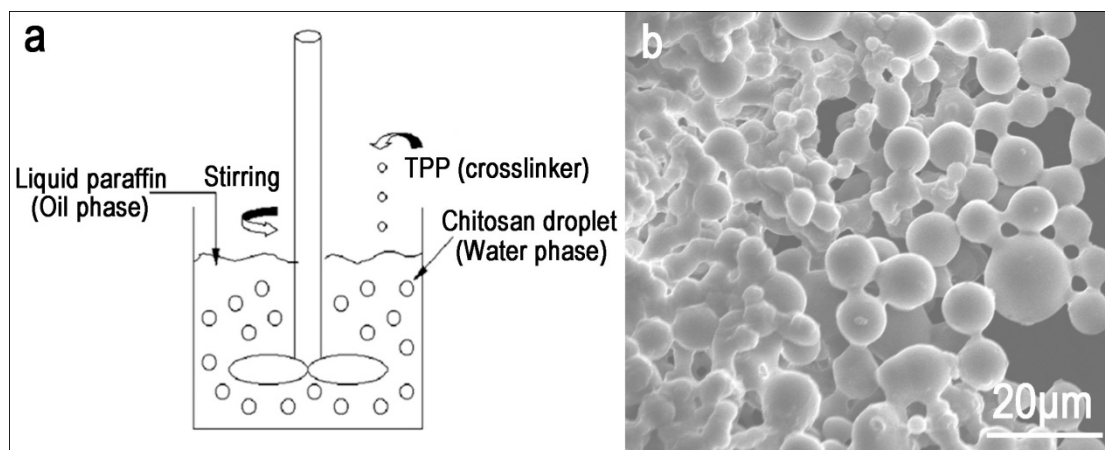 a
Liquid paraffin
(Oil phase)
Stirring
TPP (crosslinker)
Chitosan droplet
(Water phase)
b
20μm